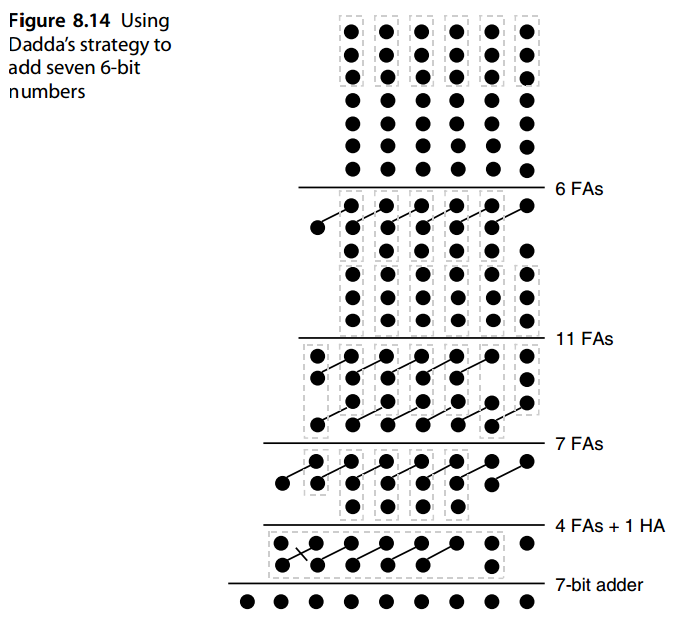 Figure 8.14 Using
Dadda's strategy to
add seven 6-bit
numbers
6 FAs
11 FAs
7 FAs
4 FAs + 1 HA
7-bit adder